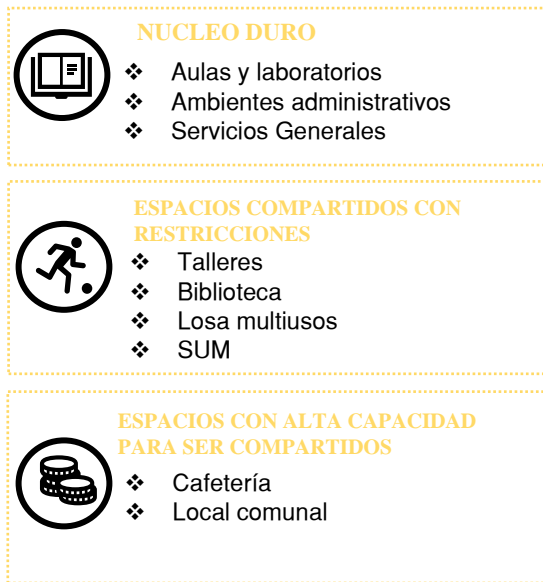 NUCLEO DURO
❖ Aulas y laboratorios
❖ Ambientes administrativos
❖ Servicios Generales
ESPACIOS COMPARTIDOS CON
RESTRICCIONES
❖ Talleres
❖ Biblioteca
❖ Losa multiusos
❖ SUM
ESPACIOS CON ALTA CAPACIDAD
PARA SER COMPARTIDOS
❖ Cafetería
❖ Local comunal